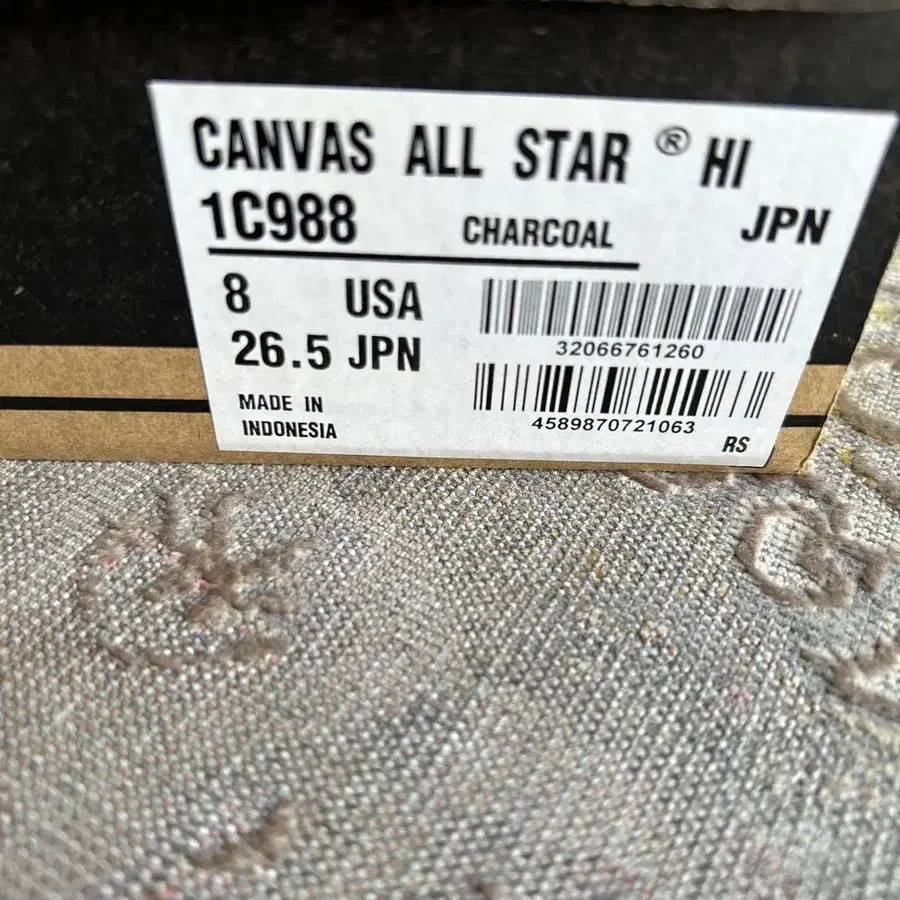 CANVAS ALL STAR ® HI
1C988 CHARCOAL JPN
8 USA
26.5 JPN
32066761260
MADE IN
INDONESIA
4589870721063
RS